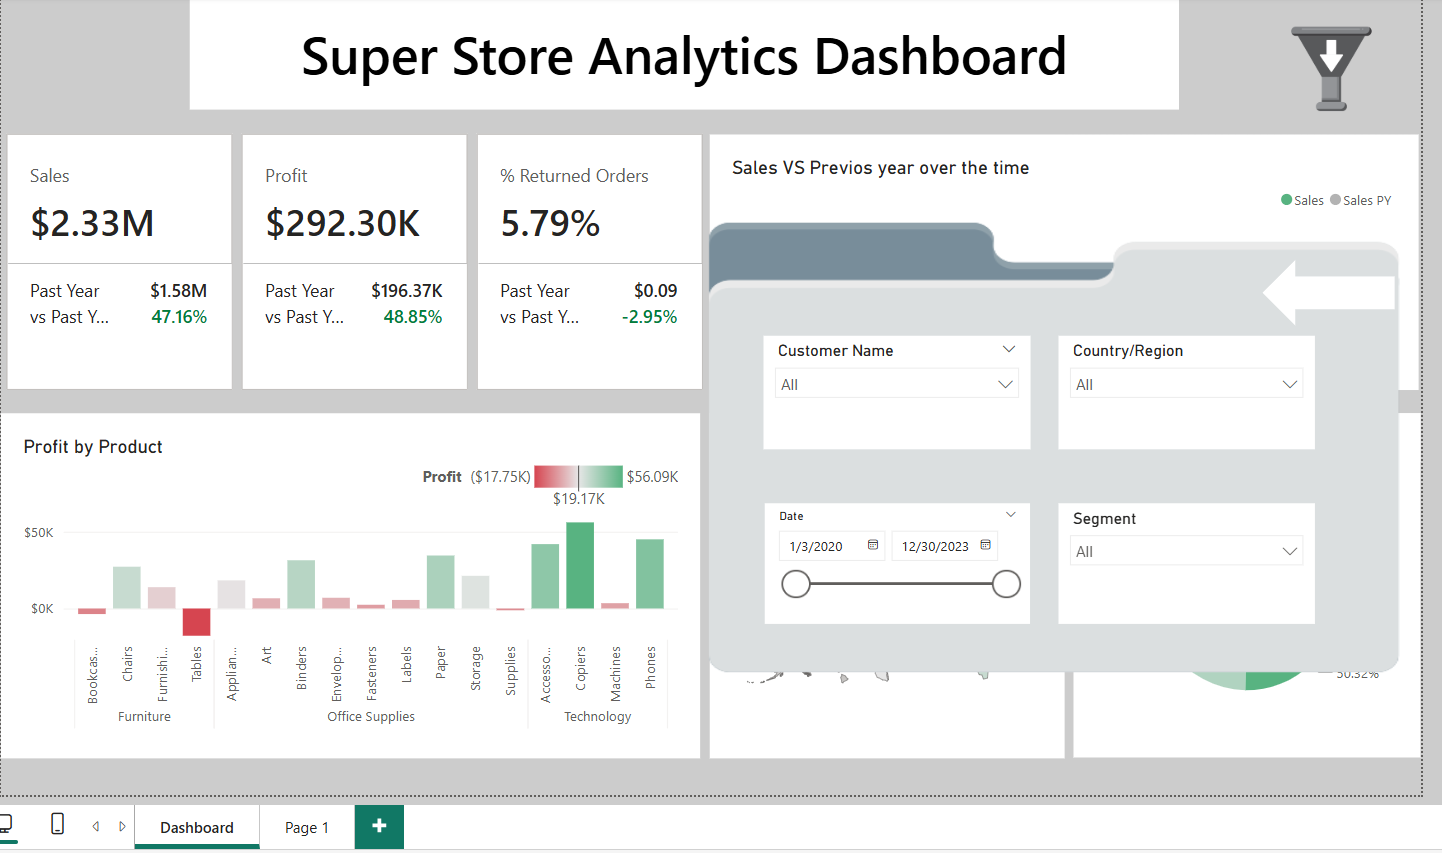 Super Store Analytics Dashboard
Sales
$2.33M
Past Year $1.58M
vs Past Y... 47.16%
Profit
$292.30K
Past Year $196.37K
vs Past Y... 48.85%
% Returned Orders
5.79%
Past Year $0.09
vs Past Y... -2.95%
Sales VS Previos year over the time
Sales Sales PY
Customer Name
All
Country/Region
All
Date
1/3/2020 12/30/2023
Segment
All
50.32%
Profit by Product
Profit ($17.75K) $56.09K
$19.17K
$50K
$0K
Bookcas...
Chairs
Furnishi...
Tables
Applian...
Art
Binders
Envelop...
Fasteners
Labels
Paper
Storage
Supplies
Accesso...
Copiers
Machines
Phones
Furniture Office Supplies Technology
Dashboard Page 1 +